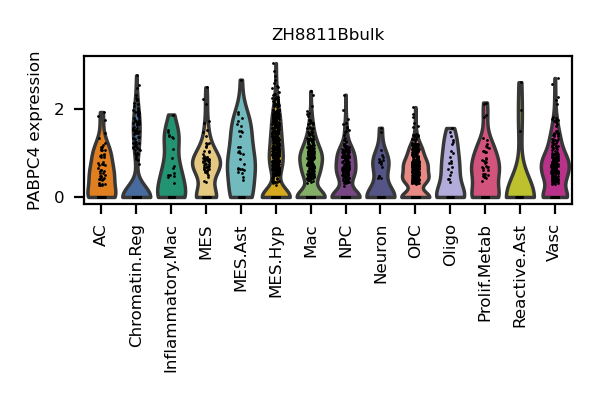 ZH8811Bbulk
PABPC4 expression
2
0
AC
Chromatin.Reg
Inflammatory.Mac
MES
MES.Ast
MES.Hyp
Mac
NPC
Neuron
OPC
Oligo
Prolif.Metab
Reactive.Ast
Vasc